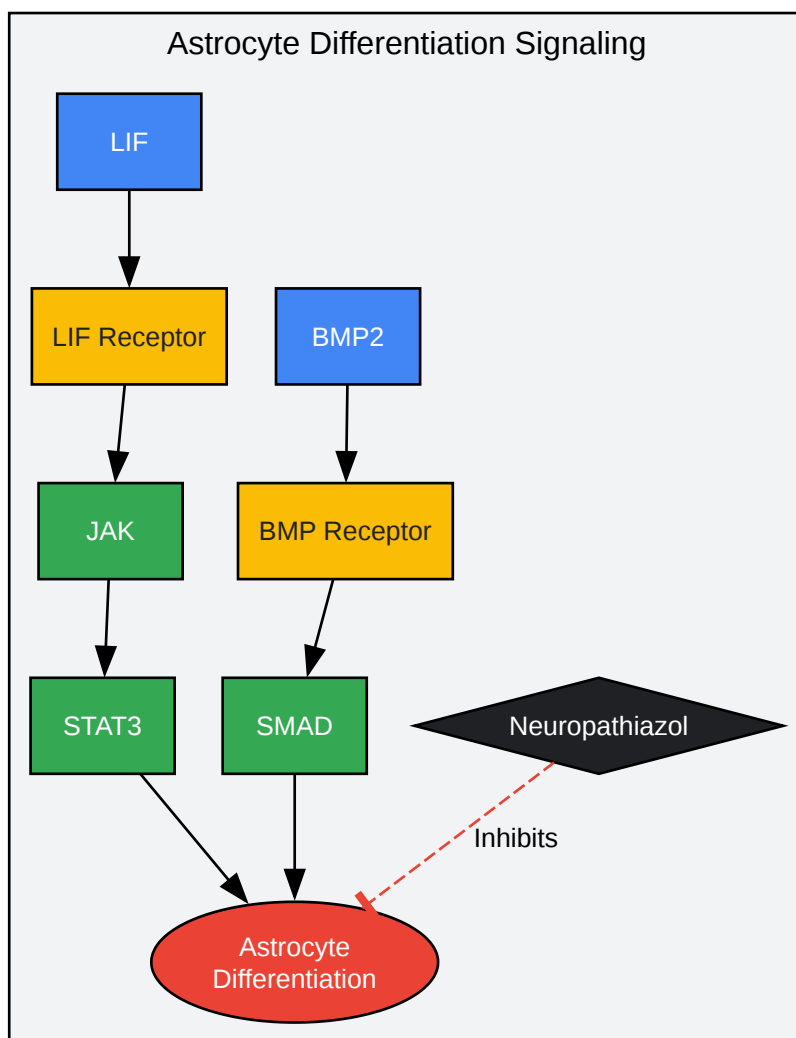 Astrocyte Differentiation Signaling
LIF
LIF Receptor
BMP2
JAK
BMP Receptor
STAT3
SMAD
Neuropathiazol
Inhibits
Astrocyte
Differentiation